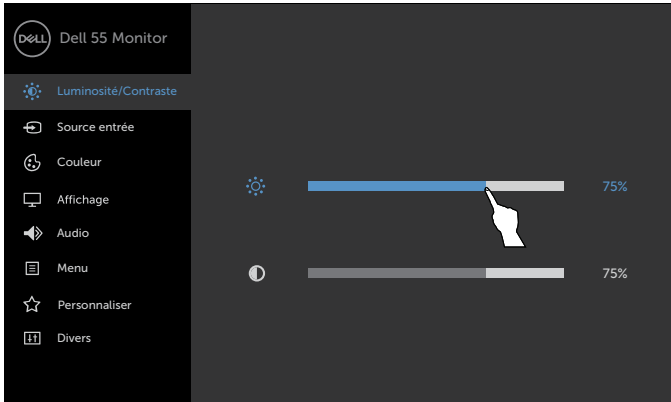 DELL Dell 55 Monitor
Luminosité/Contraste
Source entrée
Couleur
Affichage
Audio
Menu
Personnaliser
Divers
75%
75%